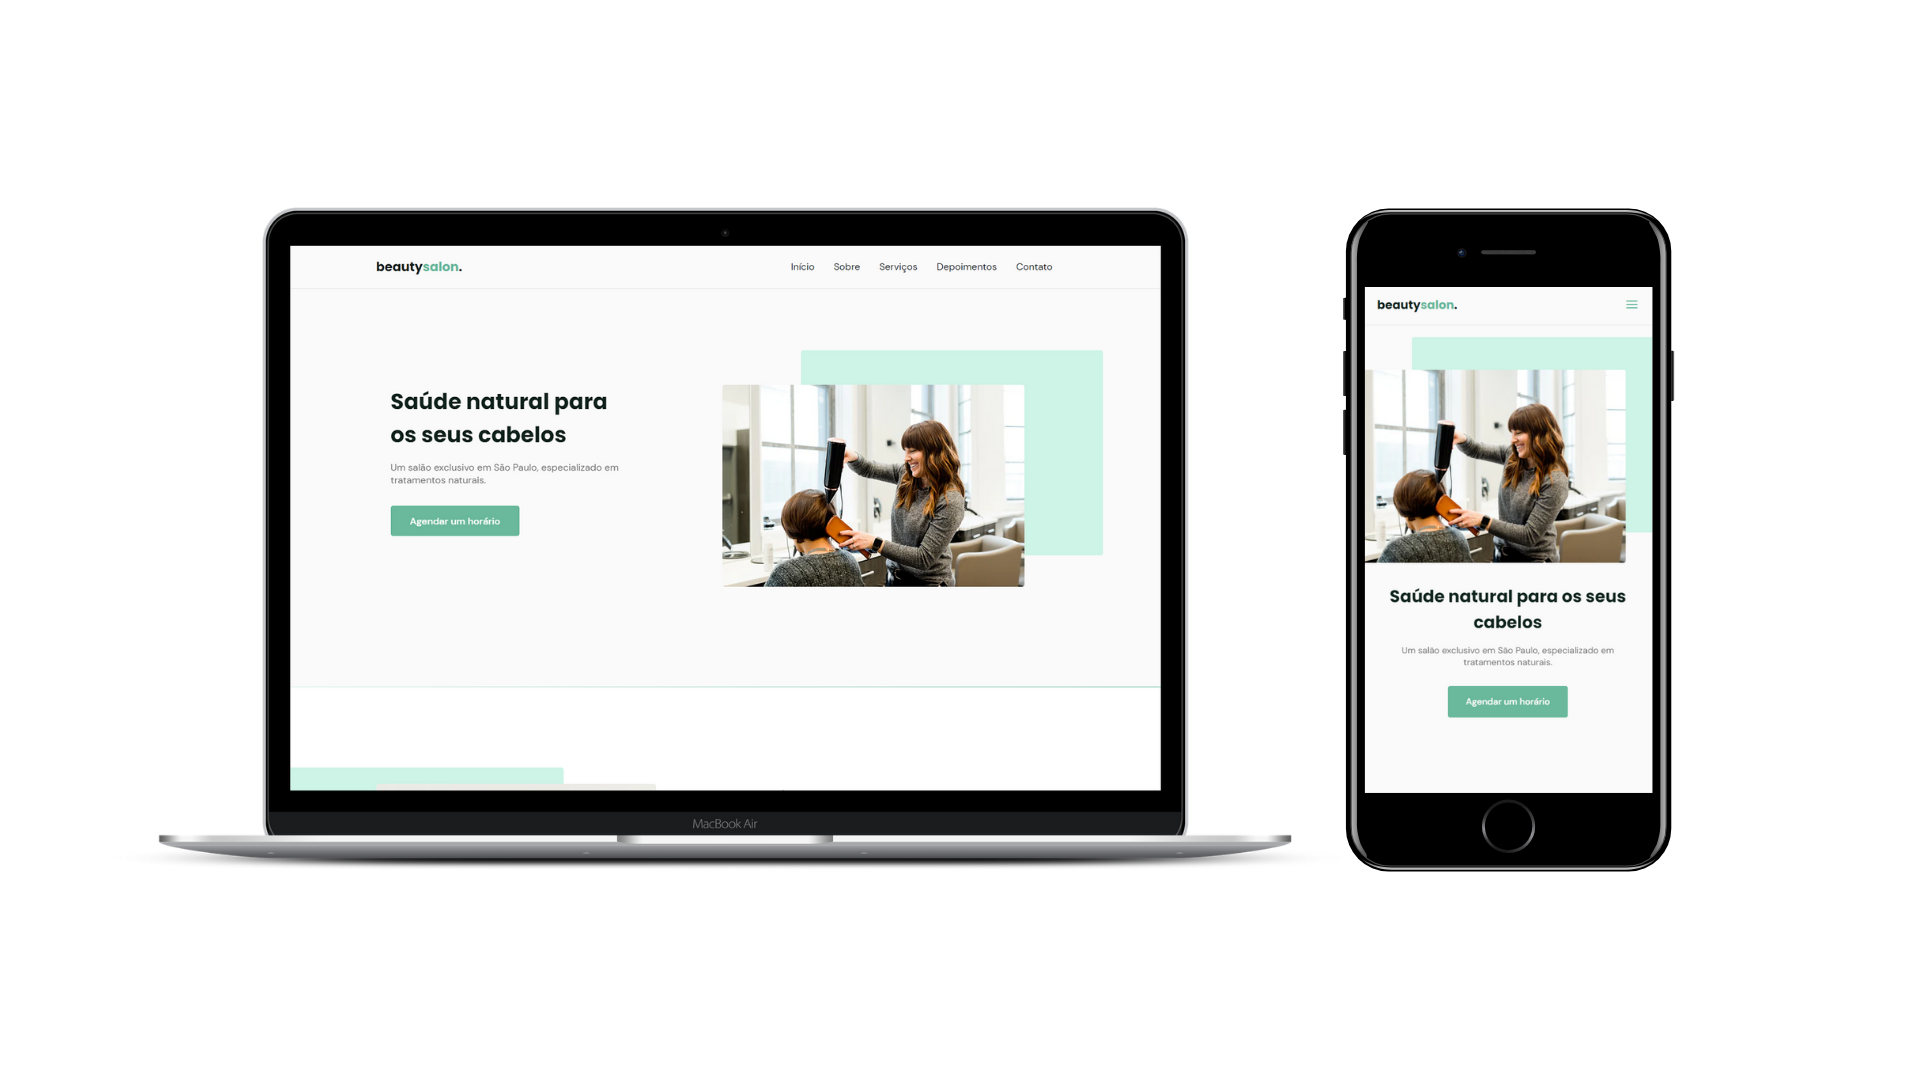 beautysalon.
Início Sobre Serviços Depoimentos Contato
Saúde natural para
os seus cabelos
Um salão exclusivo em São Paulo, especializado em
tratamentos naturais.
Agendar um horário
MacBook Air
beautysalon.
Saúde natural para os seus
cabelos
Um salão exclusivo em São Paulo, especializado em
tratamentos naturais.
Agendar um horário